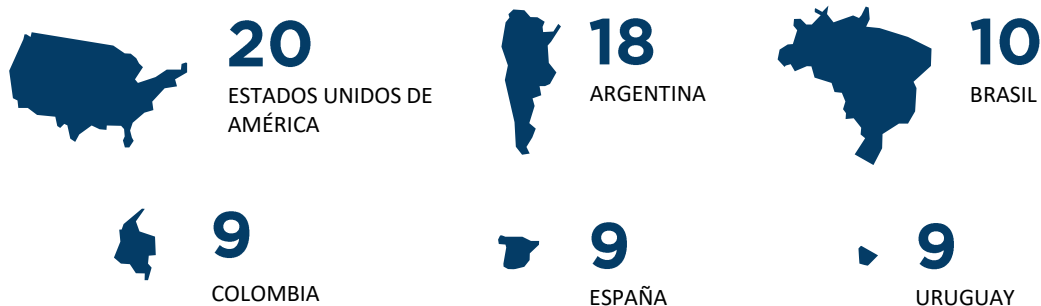 20
ESTADOS UNIDOS DE
AMÉRICA
18
ARGENTINA
10
BRASIL
9
COLOMBIA
9
ESPAÑA
9
URUGUAY